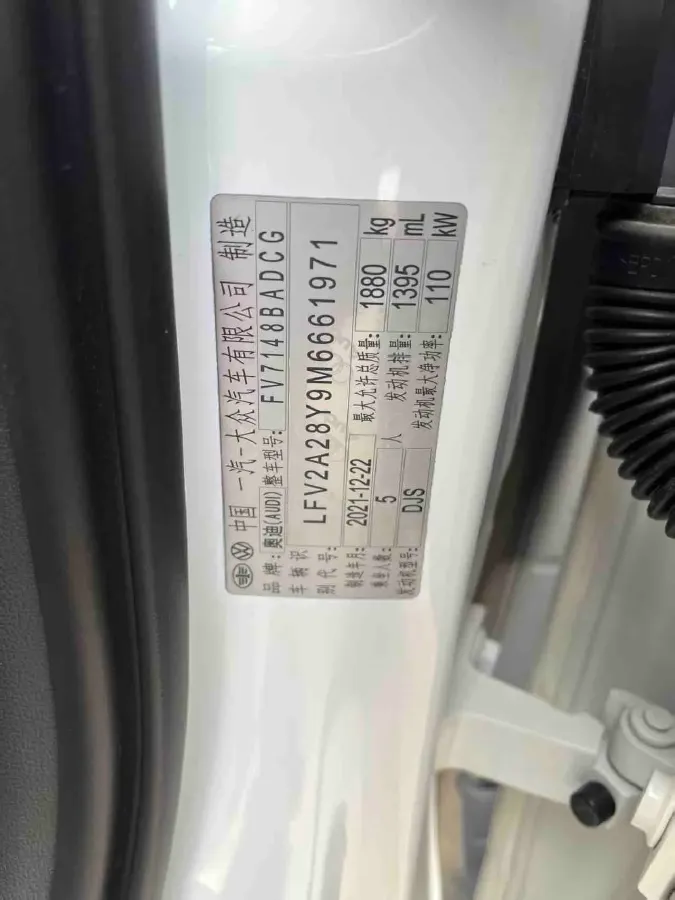 中国 一汽-大众汽车有限公司 制造
品牌: 奥迪(AUDI) 整车型号: FV7148BADCG
车辆识别代号: LFV2A28Y9M6661971
制造年月: 2021-12-22 最大允许总质量: 1880 kg
乘坐人数: 5 人 发动机排量: 1395 mL
发动机型号: DJS 发动机最大净功率: 110 kW